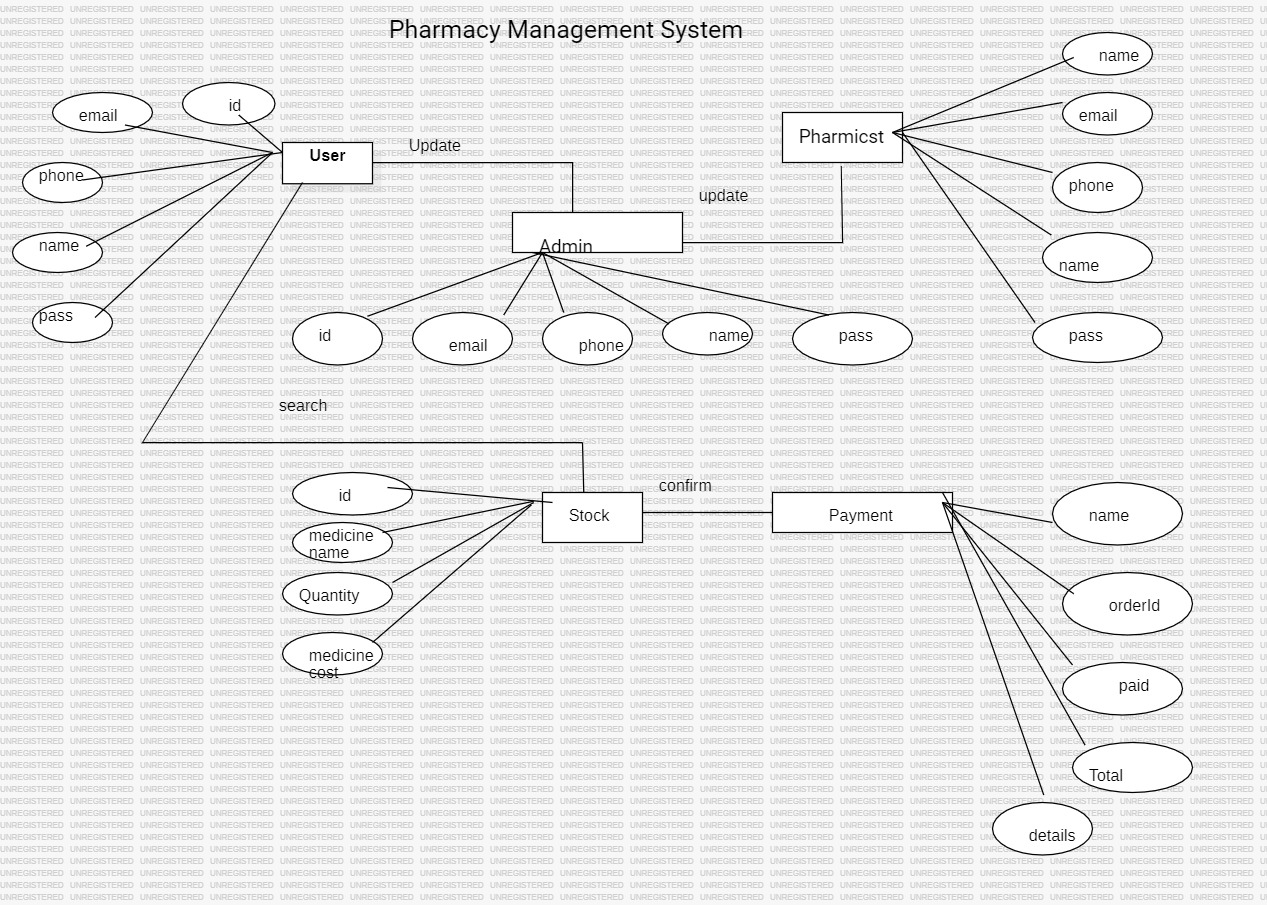 Pharmacy Management System
name
email
id
email
User
Update
Pharmicst
phone
phone
update
name
Admin
name
pass
id
email
phone
name
pass
pass
search
id
confirm
medicine
name
Stock
Payment
name
Quantity
orderId
medicine
cost
paid
Total
details
UNREGISTERED